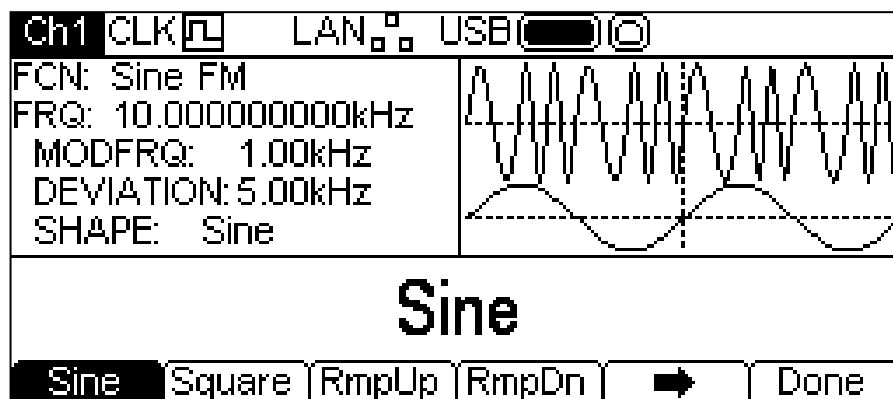 Ch1 CLK LAN USB
FCN: Sine FM
FRQ: 10.000000000kHz
MODFRQ: 1.00kHz
DEVIATION: 5.00kHz
SHAPE: Sine
Sine
Sine Square RmpUp RmpDn Done